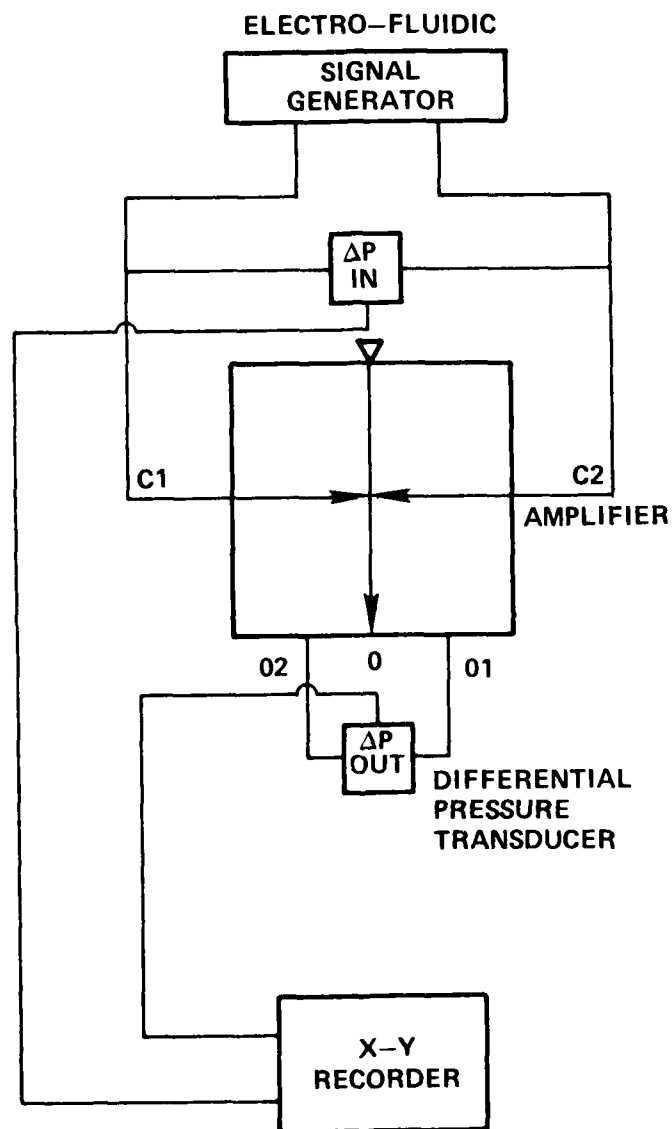 ELECTRO–FLUIDIC
SIGNAL
GENERATOR
ΔP
IN
C1
C2
AMPLIFIER
02
0
01
ΔP
OUT
DIFFERENTIAL
PRESSURE
TRANSDUCER
X–Y
RECORDER